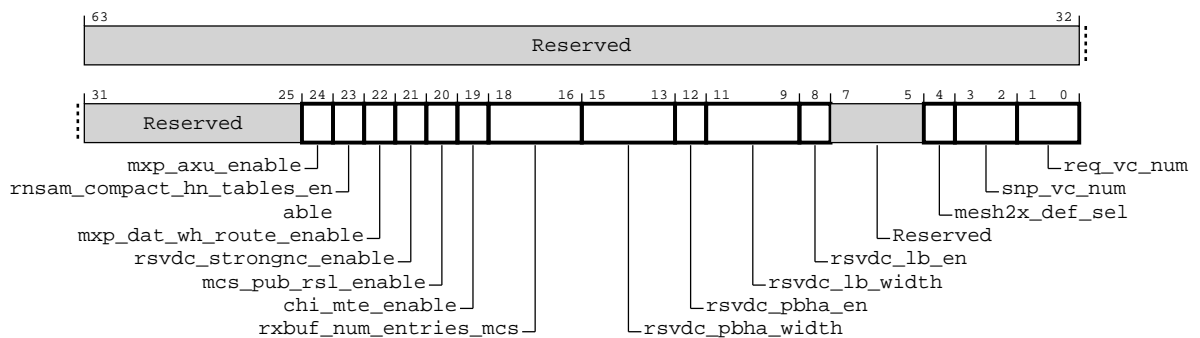 63 32
Reserved
31 25 24 23 22 21 20 19 18 16 15 13 12 11 9 8 7 5 4 3 2 1 0
Reserved
mxp_axu_enable req_vc_num
rnsam_compact_hn_tables_en snp_vc_num
able mesh2x_def_sel
mxp_dat_wh_route_enable Reserved
rsvdc_strongnc_enable rsvdc_lb_en
mcs_pub_rsl_enable rsvdc_lb_width
chi_mte_enable rsvdc_pbha_en
rxbuf_num_entries_mcs rsvdc_pbha_width